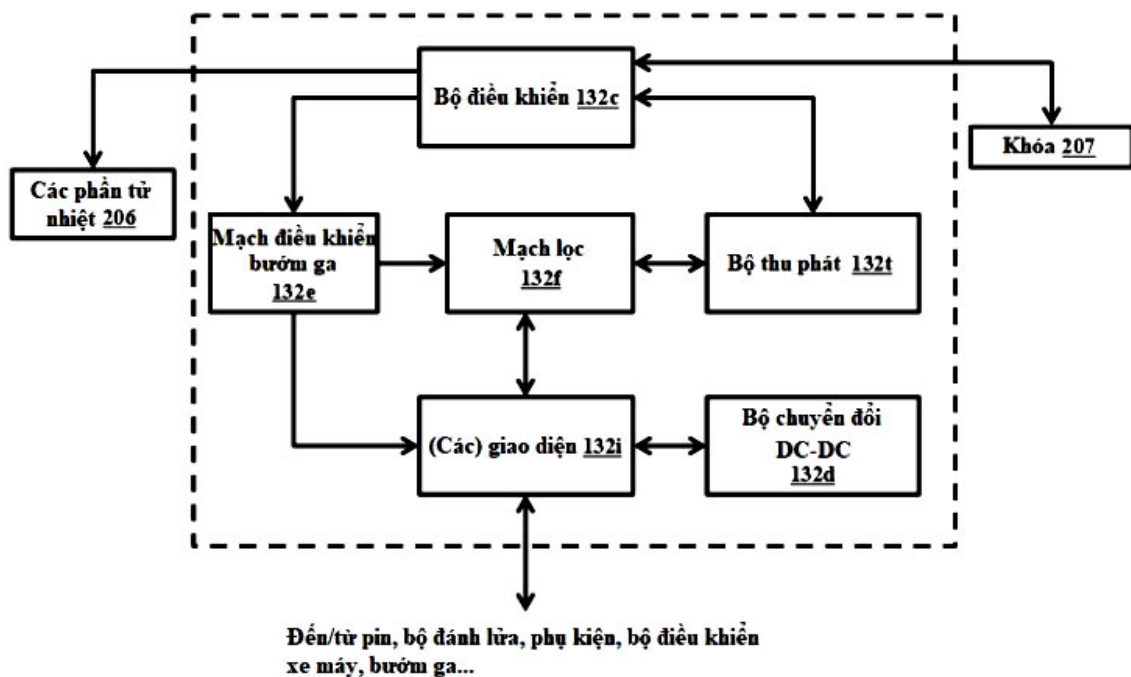 Bộ điều khiển 132c
Khóa 207
Các phần tử
nhiệt 206
Mạch điều khiển
bướm ga
132e
Mạch lọc
132f
Bộ thu phát 132t
(Các) giao diện 132i
Bộ chuyển đổi
DC-DC
132d
Đến/từ pin, bộ đánh lửa, phụ kiện, bộ điều khiển
xe máy, bướm ga...